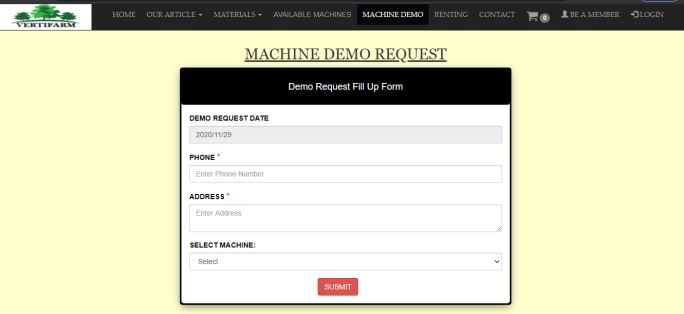 VERTIFARM
HOME OUR ARTICLE MATERIALS AVAILABLE MACHINES MACHINE DEMO RENTING CONTACT 0 BE A MEMBER LOGIN
MACHINE DEMO REQUEST
Demo Request Fill Up Form
DEMO REQUEST DATE
2020/11/29
PHONE *
Enter Phone-Number
ADDRESS *
Enter Address
SELECT MACHINE:
Select
SUBMIT